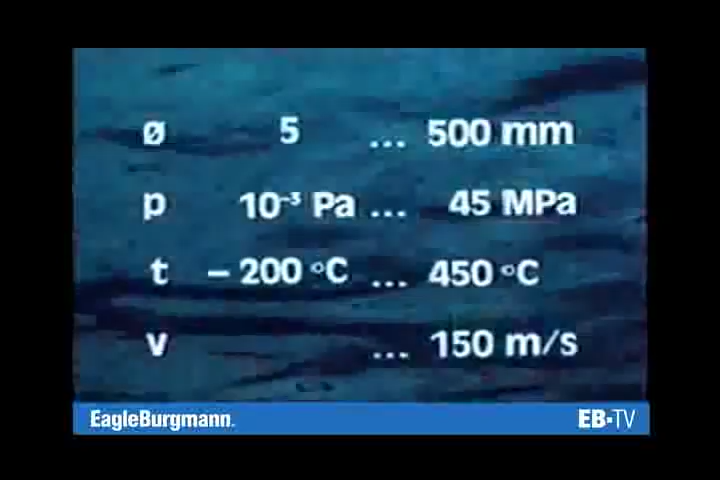 ø 5 ... 500 mm
p 10⁻³ Pa ... 45 MPa
t – 200 °C ... 450 °C
v ... 150 m/s
EagleBurgmann. EB·TV